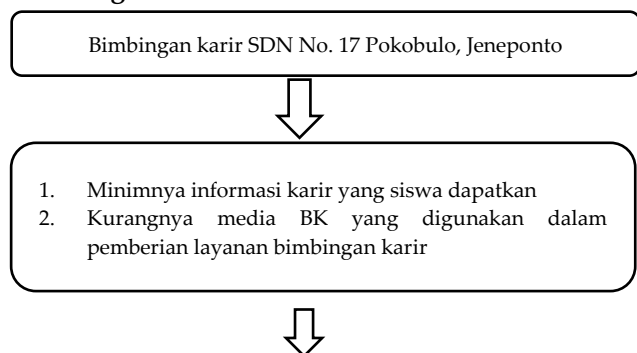 Bimbingan karir SDN No. 17 Pokobulo, Jeneponto
1. Minimnya informasi karir yang siswa dapatkan
2. Kurangnya media BK yang digunakan dalam
pemberian layanan bimbingan karir